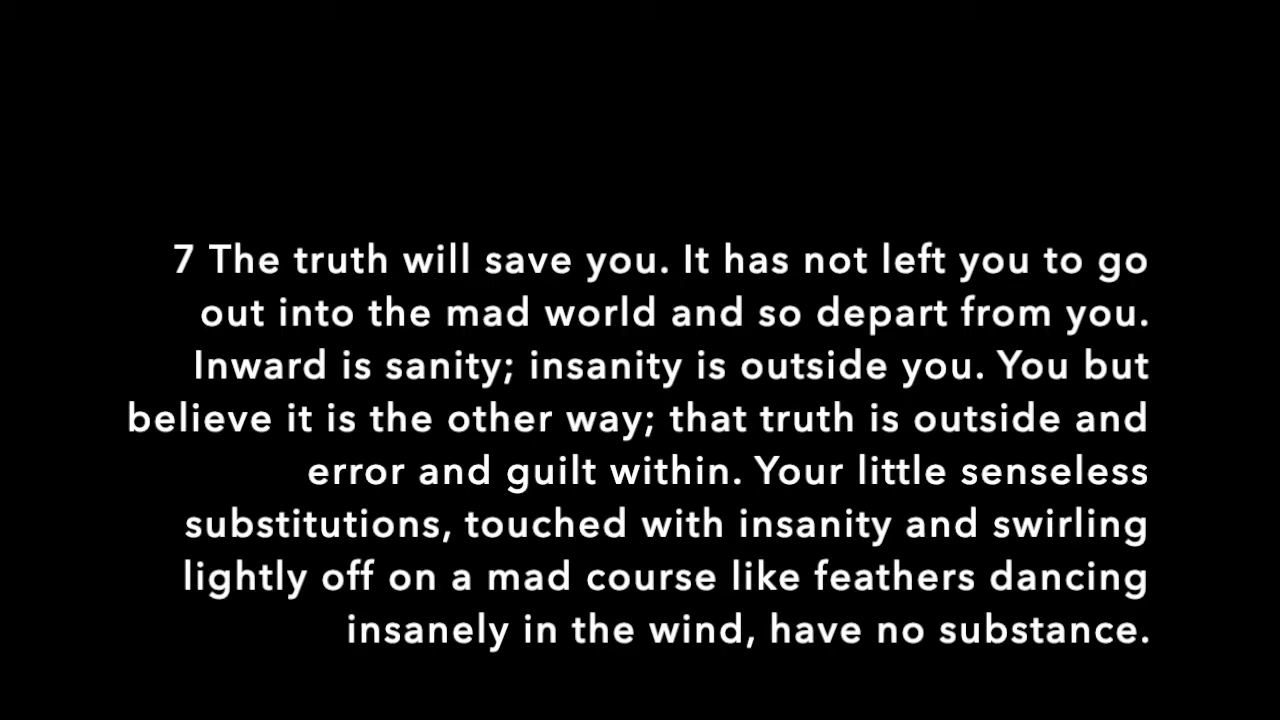 7 The truth will save you. It has not left you to go
out into the mad world and so depart from you.
Inward is sanity; insanity is outside you. You but
believe it is the other way; that truth is outside and
error and guilt within. Your little senseless
substitutions, touched with insanity and swirling
lightly off on a mad course like feathers dancing
insanely in the wind, have no substance.